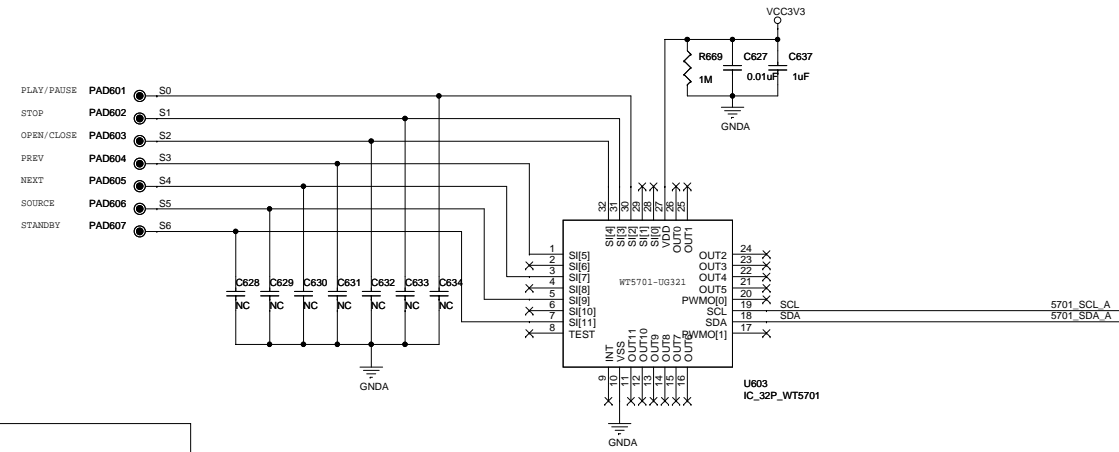 VCC3V3
R669 C627 C637
1M 0.01uF 1uF
GNDA
PLAY/PAUSE PAD601 S0
STOP PAD602 S1
OPEN/CLOSE PAD603 S2
PREV PAD604 S3
NEXT PAD605 S4
SOURCE PAD606 S5
STANDBY PAD607 S6
32 31 30 29 28 27 26 25
SI[4] SI[3] SI[2] SI[1] SI[0] VDD OUT0 OUT1
1 SI[5] OUT2 24
2 SI[6] OUT3 23
3 SI[7] OUT4 22
4 SI[8] OUT5 21
5 SI[9] PWMO[0] 20
6 SI[10] SCL 19 SCL 5701_SCL_A
7 SI[11] SDA 18 SDA 5701_SDA_A
8 TEST PWMO[1] 17
WT5701-UG321
C628 C629 C630 C631 C632 C633 C634
NC NC NC NC NC NC NC
GNDA
INT VSS OUT11 OUT10 OUT9 OUT8 OUT7 OUT6
9 10 11 12 13 14 15 16
U603
IC_32P_WT5701
GNDA